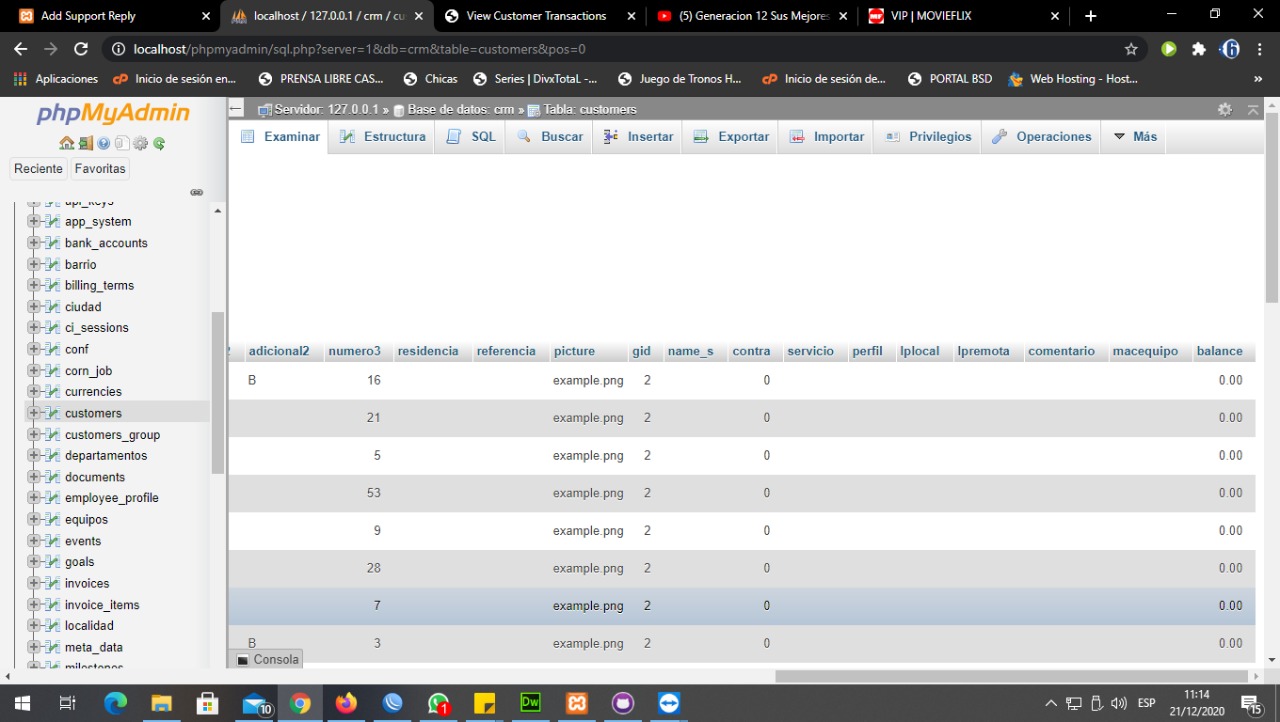 Add Support Reply
localhost / 127.0.0.1 / crm / cu
View Customer Transactions
(5) Generacion 12 Sus Mejores
VIP | MOVIEFLIX
localhost/phpmyadmin/sql.php?server=1&db=crm&table=customers&pos=0
Aplicaciones
Inicio de sesión en...
PRENSA LIBRE CAS...
Chicas
Series | DivxTotaL -...
Juego de Tronos H...
Inicio de sesión de...
PORTAL BSD
Web Hosting - Host...
»
phpMyAdmin
Reciente
Favoritas
api_keys
app_system
bank_accounts
barrio
billing_terms
ciudad
ci_sessions
conf
corn_job
currencies
customers
customers_group
departamentos
documents
employee_profile
equipos
events
goals
invoices
invoice_items
localidad
meta_data
milestones
Servidor: 127.0.0.1 » Base de datos: crm » Tabla: customers
Examinar Estructura SQL Buscar Insertar Exportar Importar Privilegios Operaciones Más
2 adicional2 numero3 residencia referencia picture gid name_s contra servicio perfil Iplocal Ipremota comentario macequipo balance
B 16 example.png 2 0 0.00
21 example.png 2 0 0.00
5 example.png 2 0 0.00
53 example.png 2 0 0.00
9 example.png 2 0 0.00
28 example.png 2 0 0.00
7 example.png 2 0 0.00
B 3 example.png 2 0 0.00
Consola
10
1
Dw
ESP
11:14
21/12/2020
15